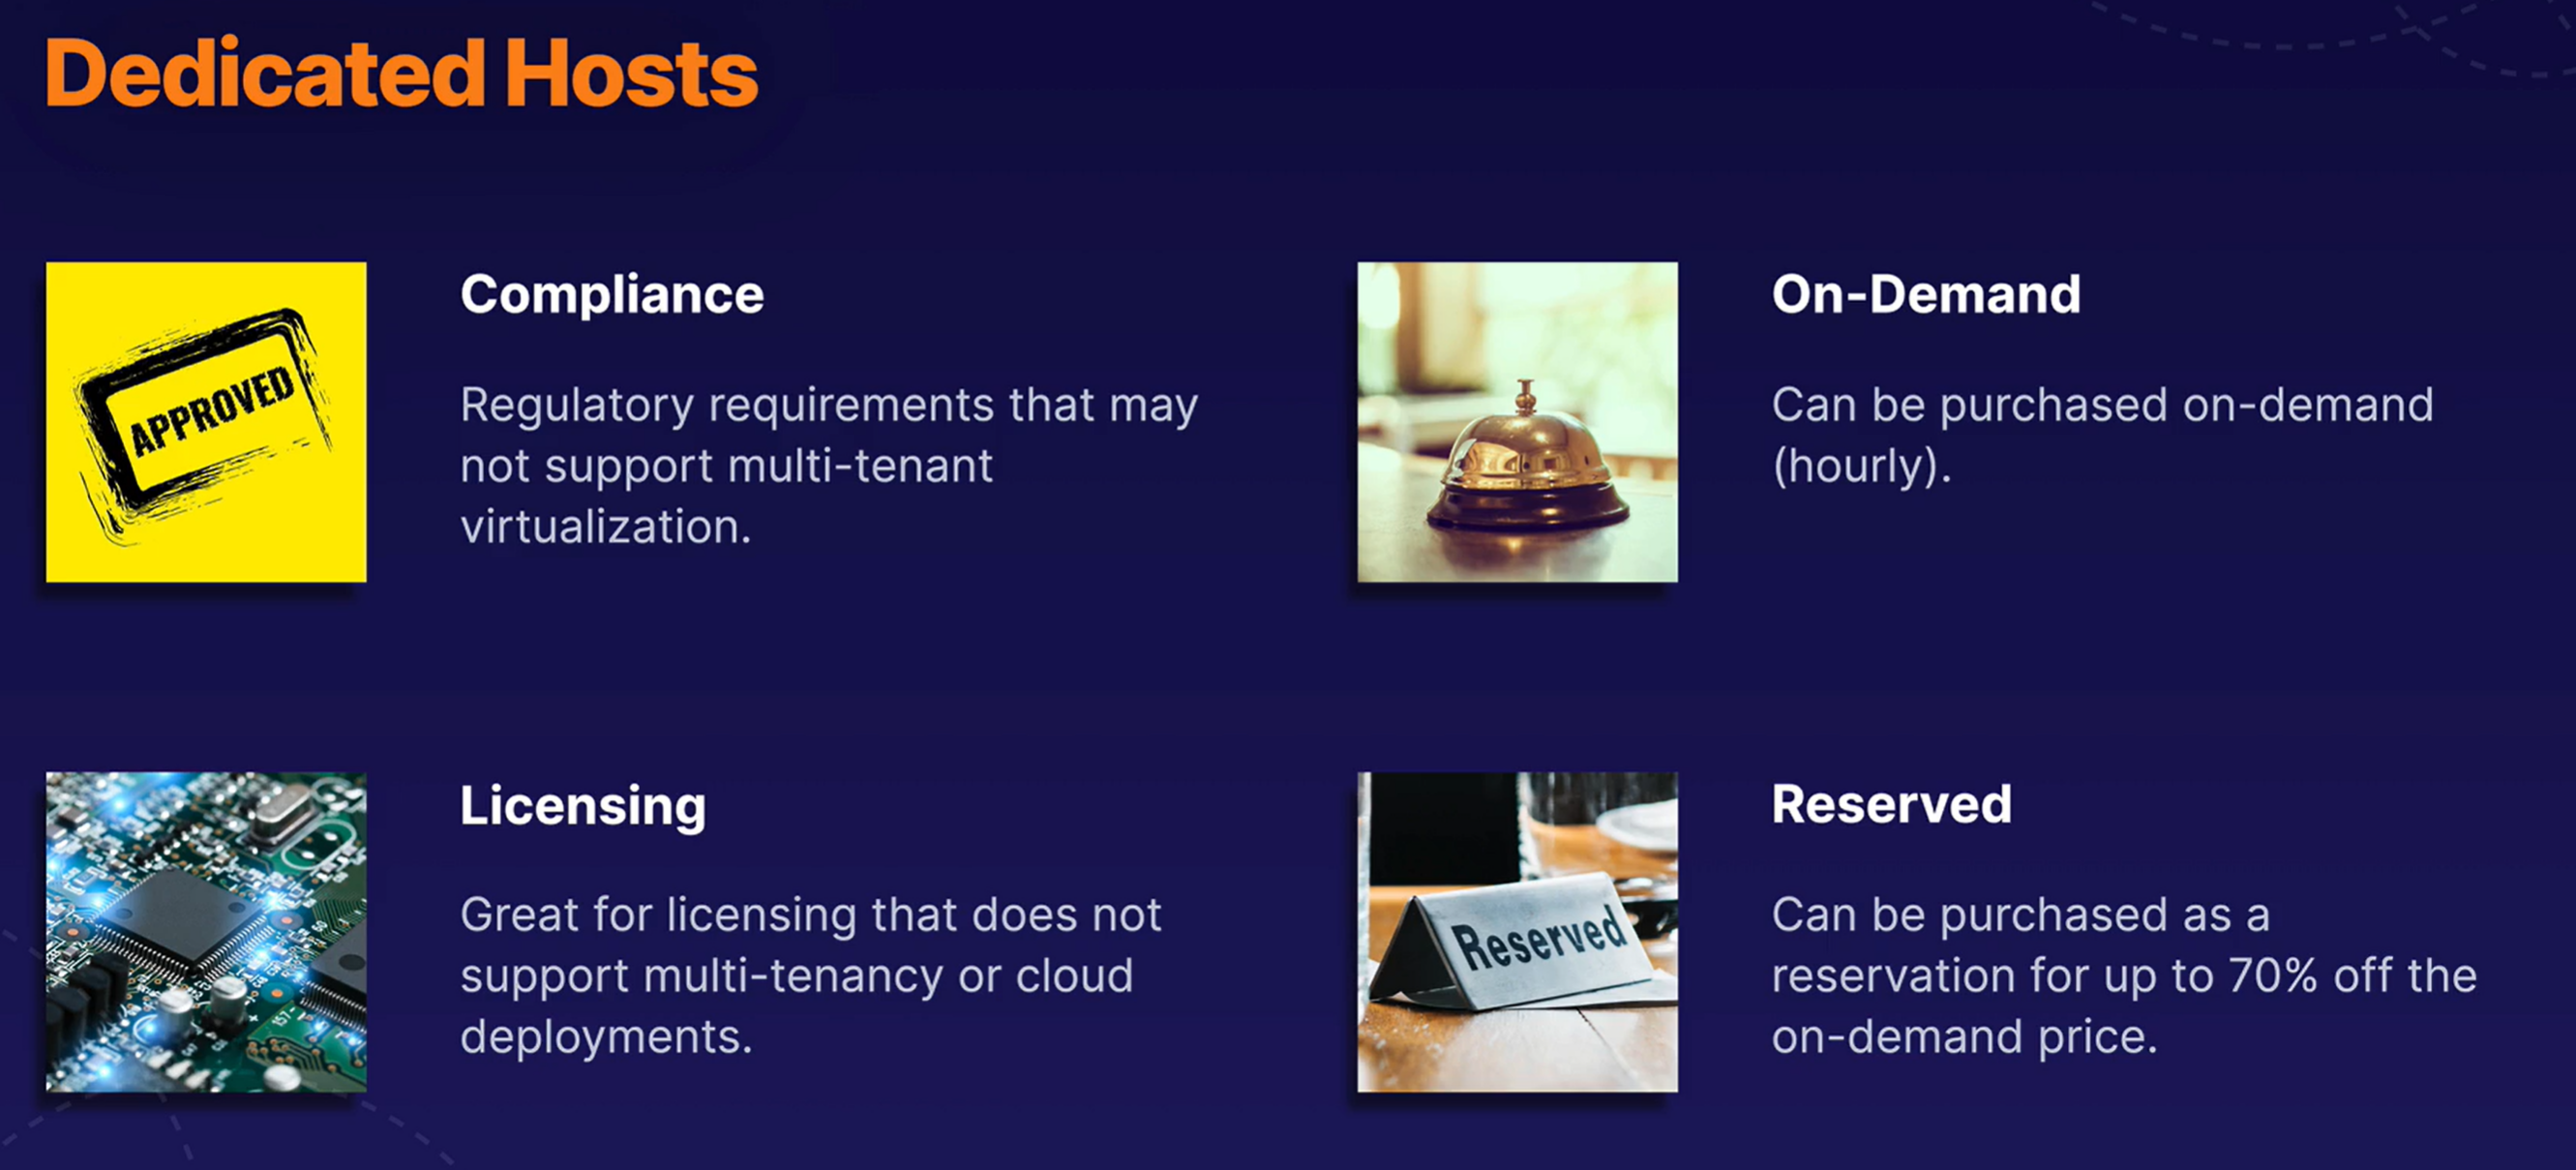 Dedicated Hosts
APPROVED
Compliance
Regulatory requirements that may
not support multi-tenant
virtualization.
On-Demand
Can be purchased on-demand
(hourly).
Licensing
Great for licensing that does not
support multi-tenancy or cloud
deployments.
Reserved
Reserved
Can be purchased as a
reservation for up to 70% off the
on-demand price.